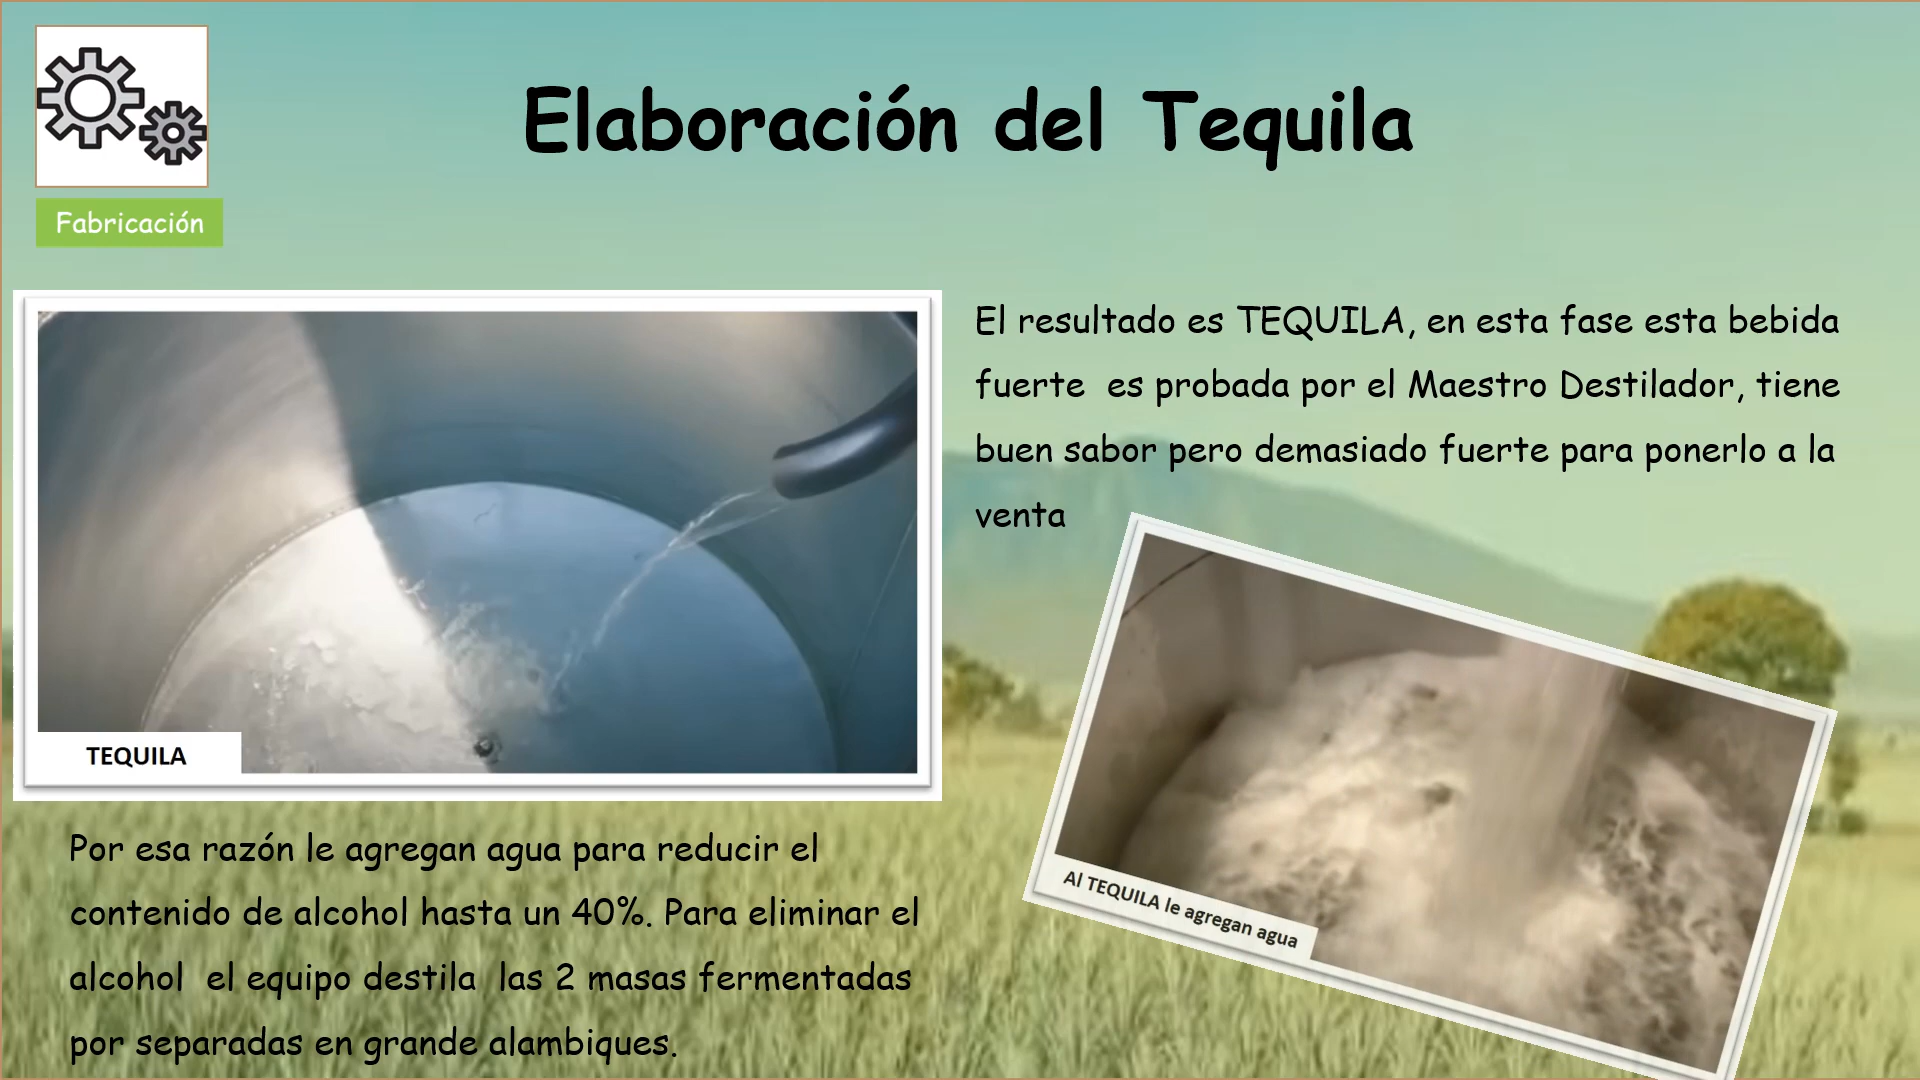 Elaboración del Tequila
Fabricación
El resultado es TEQUILA, en esta fase esta bebida
fuerte es probada por el Maestro Destilador, tiene
buen sabor pero demasiado fuerte para ponerlo a la
venta
TEQUILA
Al TEQUILA le agregan agua
Por esa razón le agregan agua para reducir el
contenido de alcohol hasta un 40%. Para eliminar el
alcohol el equipo destila las 2 masas fermentadas
por separadas en grande alambiques.